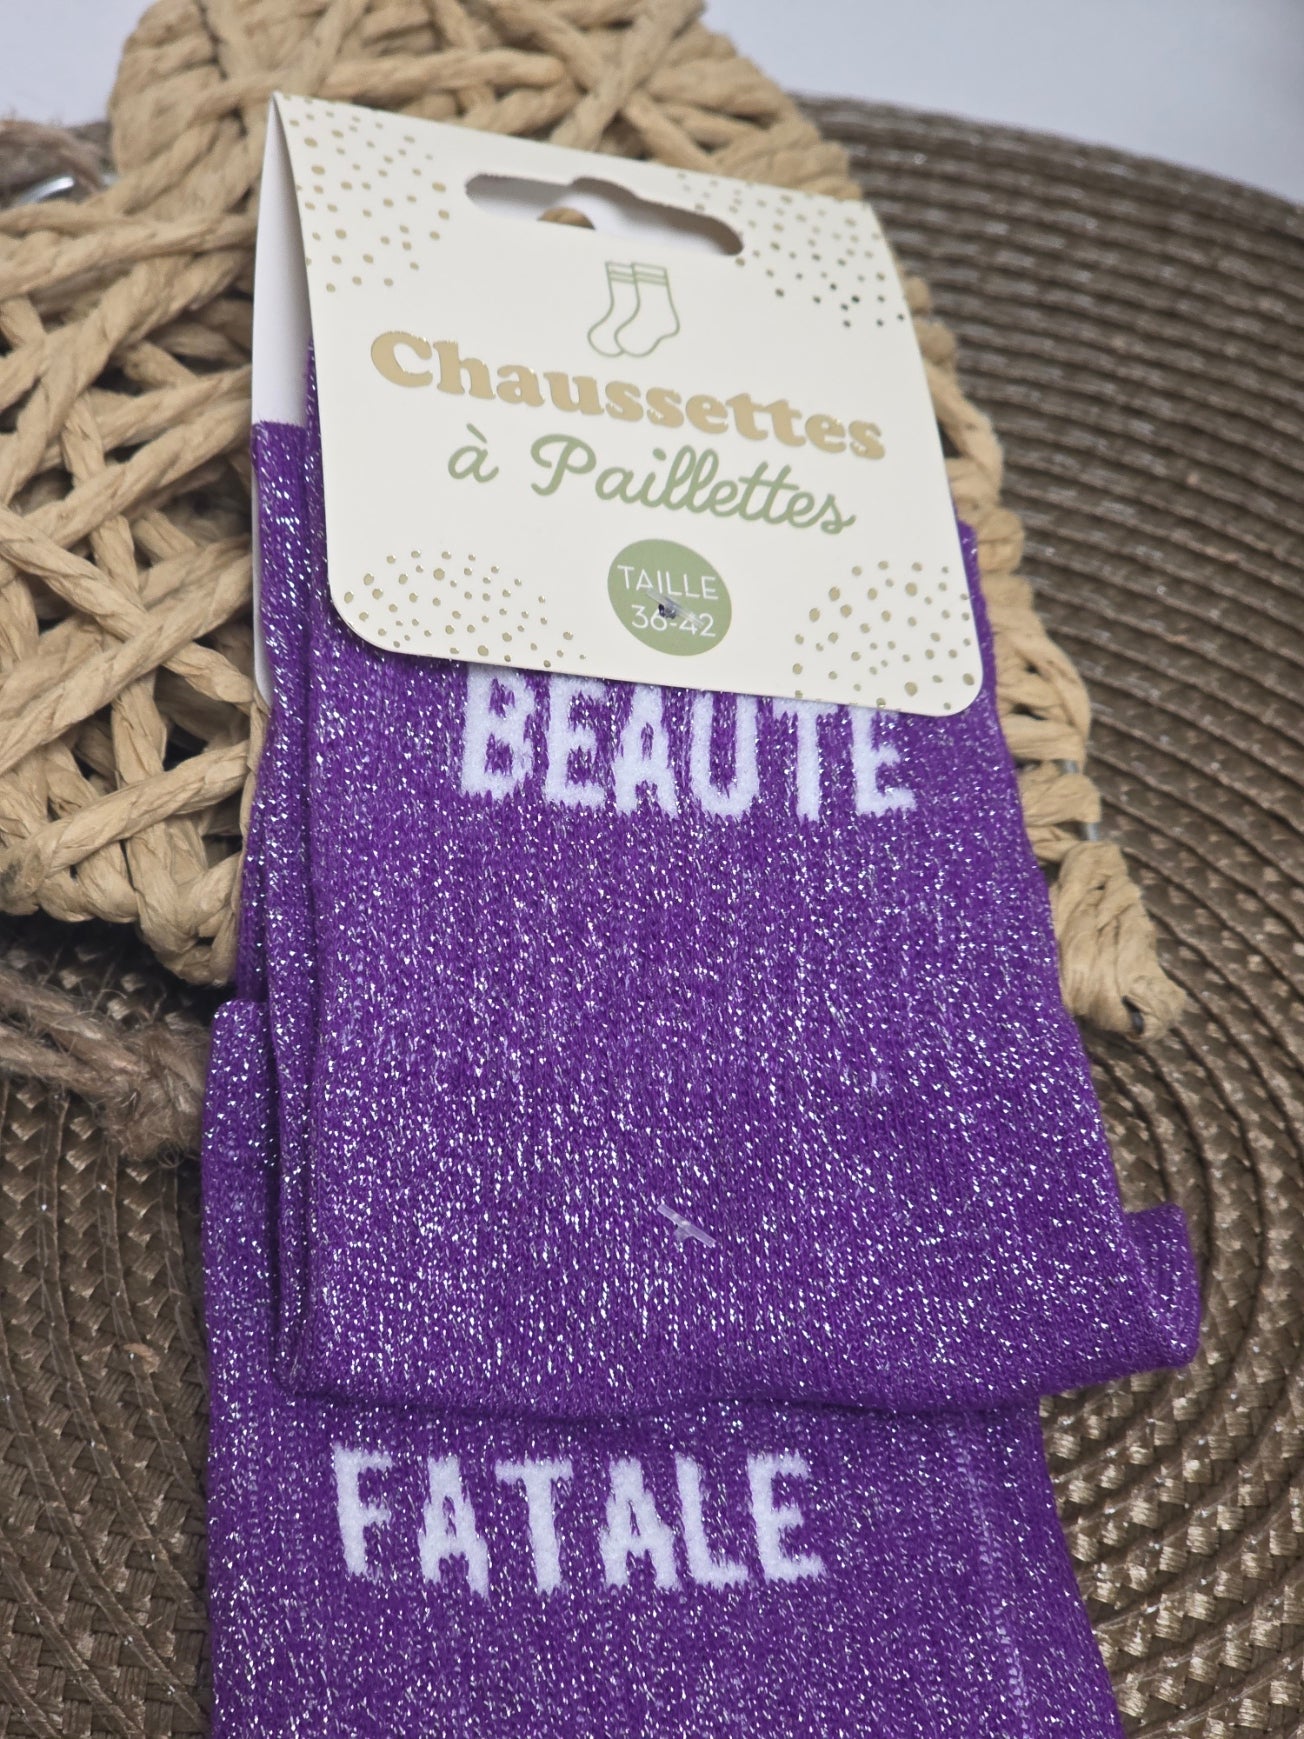 Chaussettes
à Paillettes
TAILLE
36-42
BEAUTE
FATALE